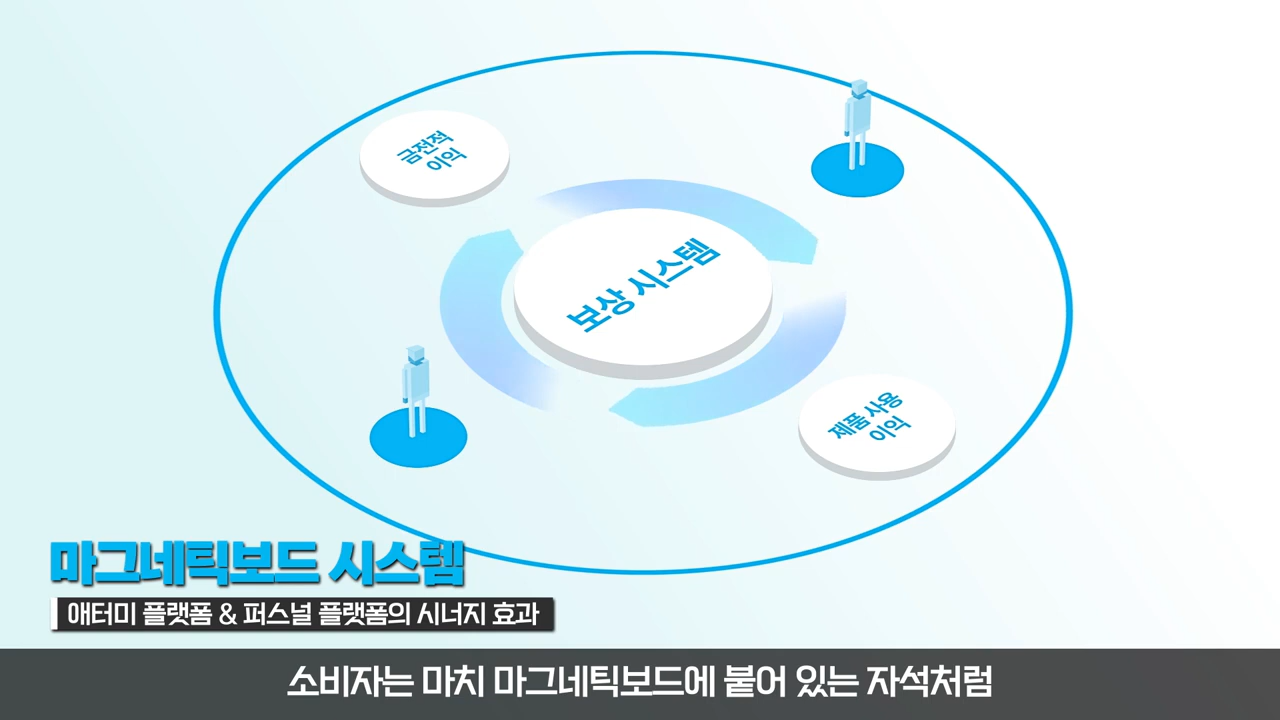 금전적
이익
보상 시스템
제품 사용
이익
마그네틱보드 시스템
애터미 플랫폼 & 퍼스널 플랫폼의 시너지 효과
소비자는 마치 마그네틱보드에 붙어 있는 자석처럼